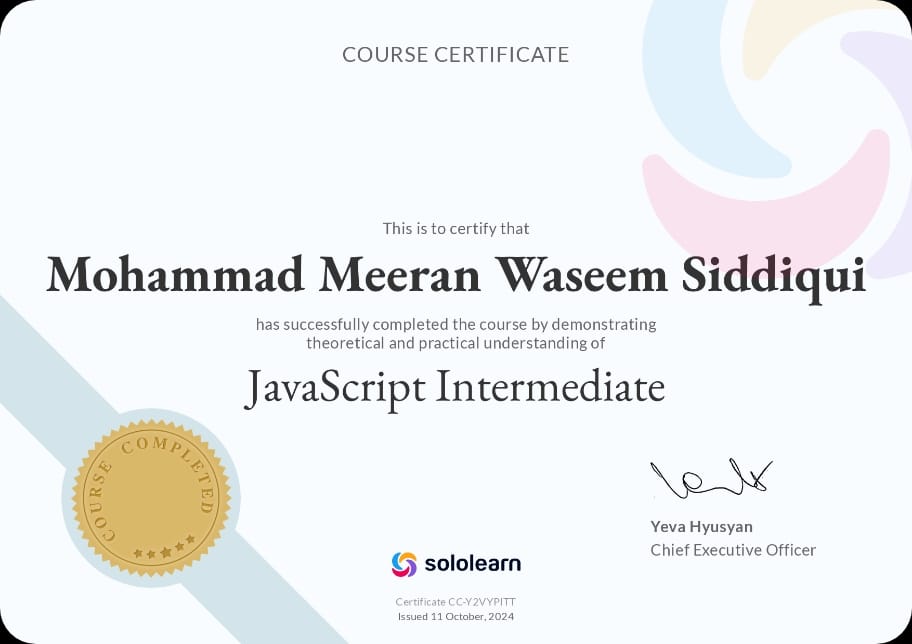 COURSE CERTIFICATE
This is to certify that
Mohammad Meeran Waseem Siddiqui
has successfully completed the course by demonstrating
theoretical and practical understanding of
JavaScript Intermediate
COURSE COMPLETED
Yeva Hyusyan
Chief Executive Officer
sololearn
Certificate CC-Y2VYPITT
Issued 11 October, 2024